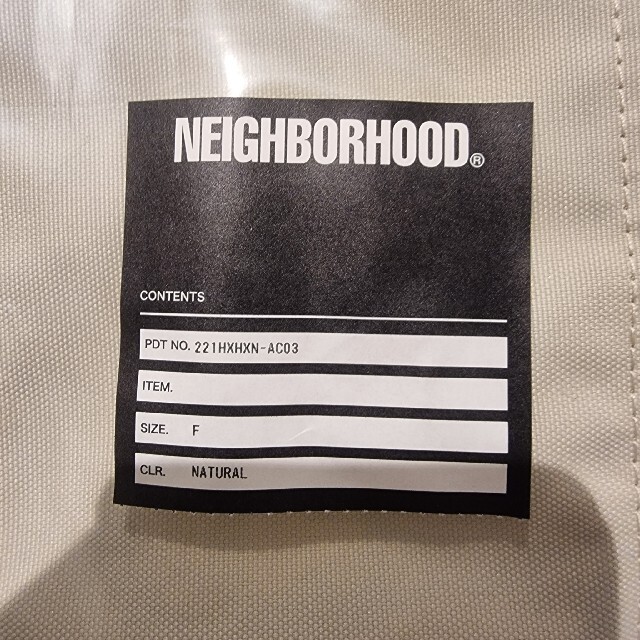 NEIGHBORHOOD®
CONTENTS
PDT NO. 221HXHXN-AC03
ITEM.
SIZE. F
CLR. NATURAL